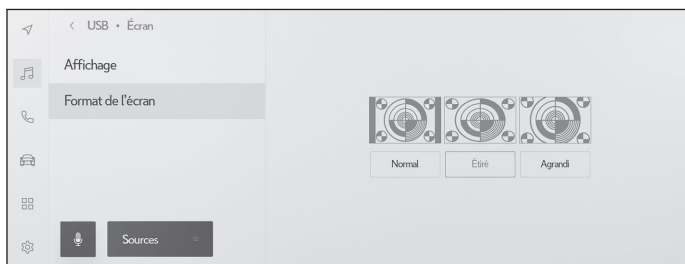 < USB • Écran
Affichage
Format de l'écran
Normal
Étiré
Agrandi
Sources